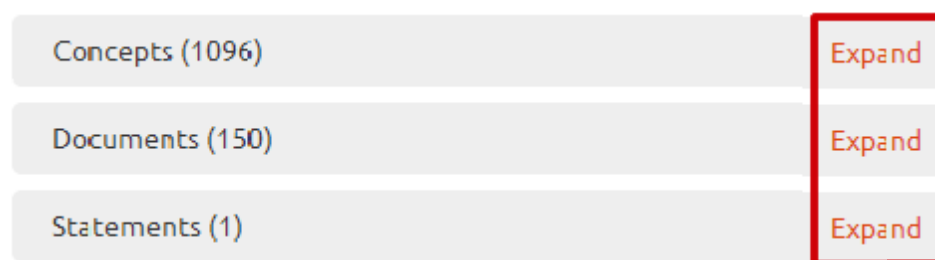 Concepts (1096) Expand
Documents (150) Expand
Statements (1) Expand